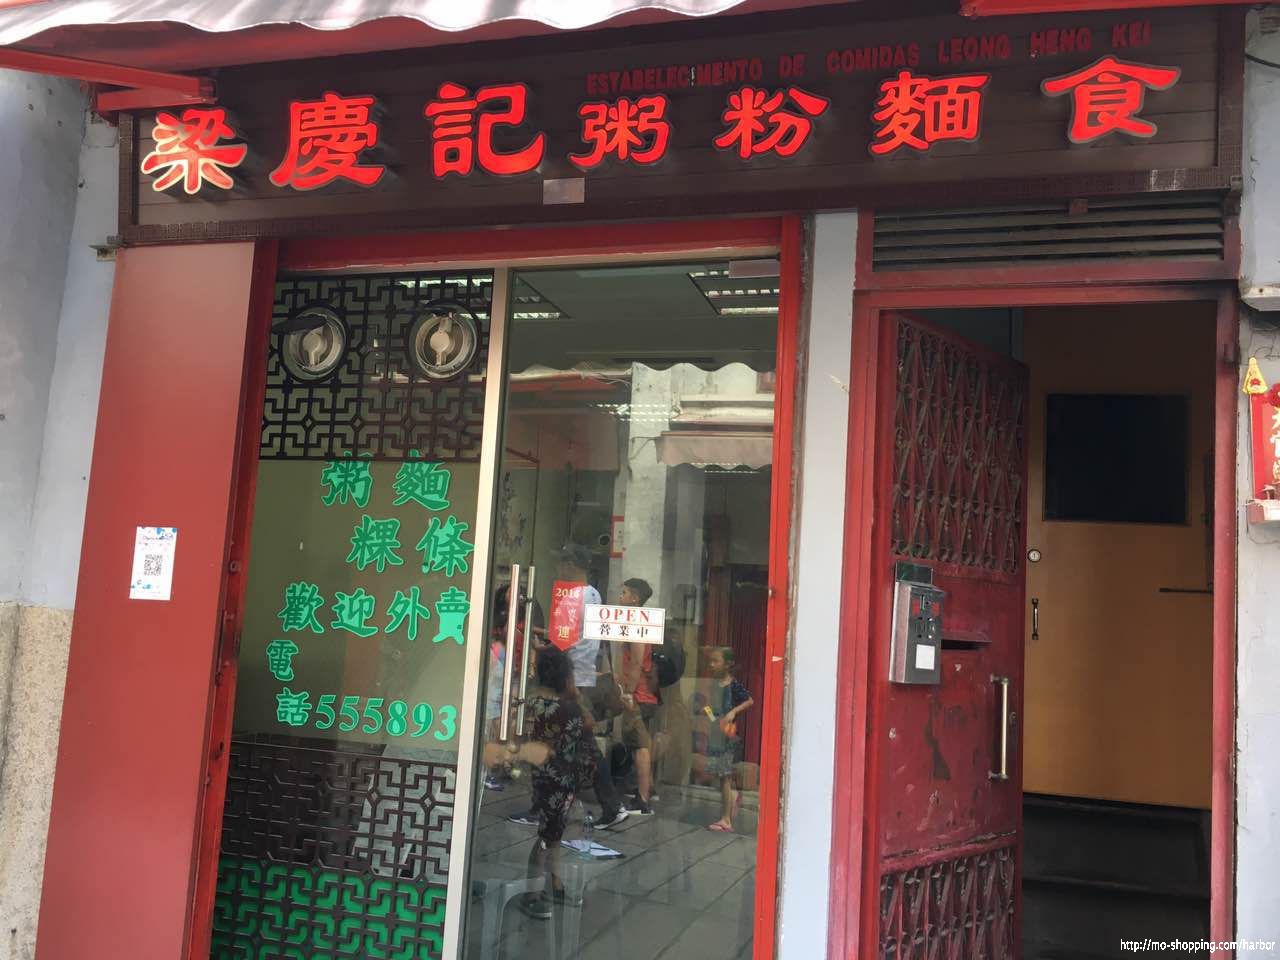 ESTABELECIMENTO DE COMIDAS LEONG HENG KEI
梁慶記粥粉麵食
粥麵
粿條
歡迎外賣
電
話555893
2018
連
OPEN
營業中
http://mo-shopping.com/harbor